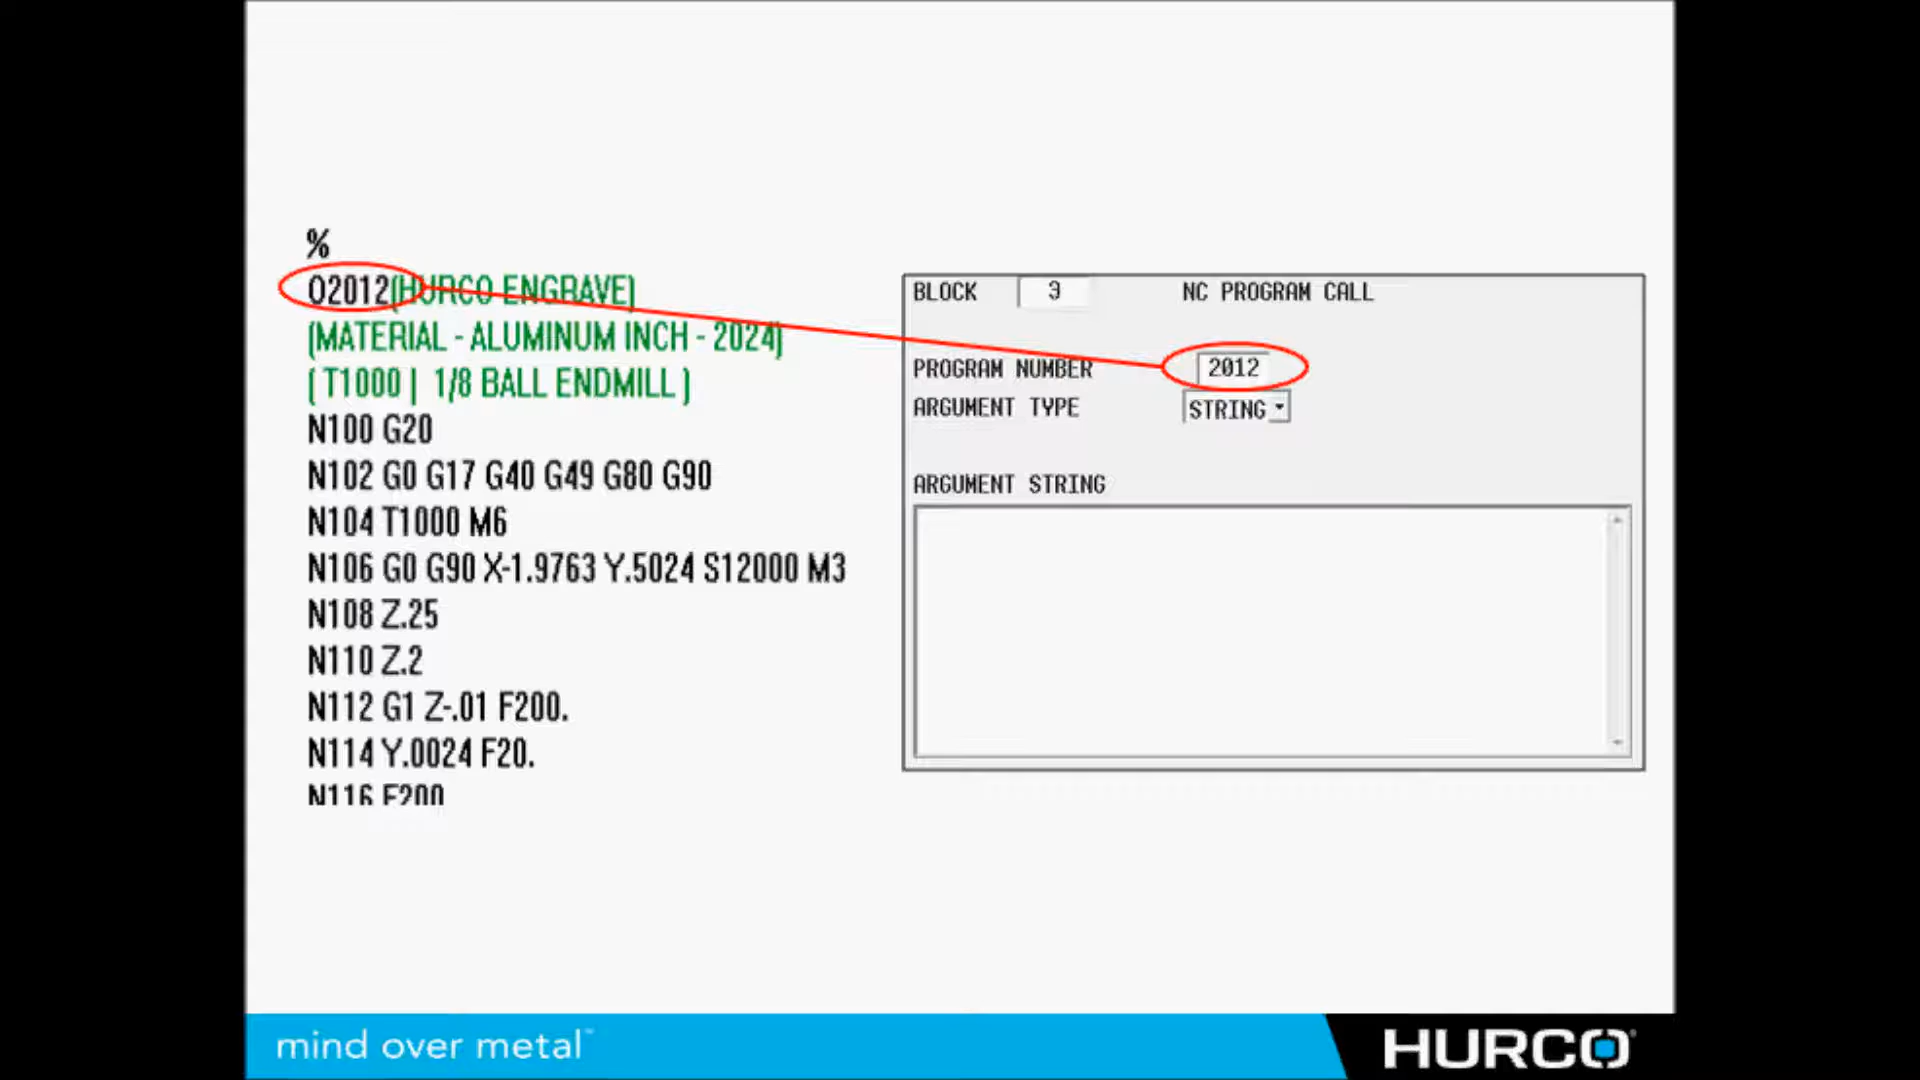 %
O2012(HURCO ENGRAVE)
(MATERIAL - ALUMINUM INCH - 2024)
( T1000 | 1/8 BALL ENDMILL )
N100 G20
N102 G0 G17 G40 G49 G80 G90
N104 T1000 M6
N106 G0 G90 X-1.9763 Y.5024 S12000 M3
N108 Z.25
N110 Z.2
N112 G1 Z-.01 F200.
N114 Y.0024 F20.
N116 F200
BLOCK 3 NC PROGRAM CALL
PROGRAM NUMBER 2012
ARGUMENT TYPE STRING
ARGUMENT STRING
mind over metal™
HURCO